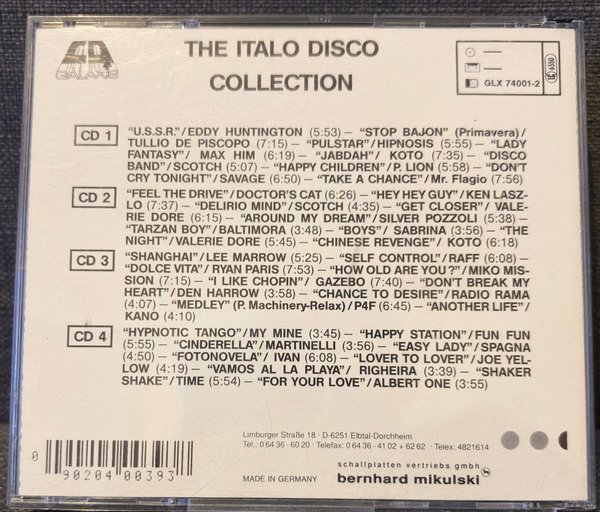 GALAXIS
THE ITALO DISCO
COLLECTION
LC 6550
GLX 74001-2
CD 1
"U.S.S.R."/EDDY HUNTINGTON (5:53) – "STOP BAJON" (Primavera)/
TULLIO DE PISCOPO (7:15) – "PULSTAR"/HIPNOSIS (5:55) – "LADY
FANTASY"/ MAX HIM (6:19) – "JABDAH"/ KOTO (7:35) – "DISCO
BAND"/SCOTCH (5:07) – "HAPPY CHILDREN"/P. LION (5:58) – "DON'T
CRY TONIGHT"/SAVAGE (6:50) – "TAKE A CHANCE"/Mr. Flagio (7:56)
CD 2
"FEEL THE DRIVE"/DOCTOR'S CAT (6:26) – "HEY HEY GUY"/KEN LASZ-
LO (7:37) – "DELIRIO MIND"/SCOTCH (4:35) – "GET CLOSER"/ VALE-
RIE DORE (6:15) – "AROUND MY DREAM"/SILVER POZZOLI (5:38) –
"TARZAN BOY"/BALTIMORA (3:48) – "BOYS"/ SABRINA (3:56) – "THE
NIGHT"/VALERIE DORE (5:45) – "CHINESE REVENGE"/ KOTO (6:18)
CD 3
"SHANGHAI"/LEE MARROW (5:25) – "SELF CONTROL"/RAFF (6:08) –
"DOLCE VITA"/RYAN PARIS (7:53) – "HOW OLD ARE YOU?"/MIKO MIS-
SION (7:15) – "I LIKE CHOPIN"/ GAZEBO (7:40) – "DON'T BREAK MY
HEART"/DEN HARROW (3:58) – "CHANCE TO DESIRE"/RADIO RAMA
(4:07) – "MEDLEY" (P. Machinery-Relax)/P4F (6:45) – "ANOTHER LIFE"/
KANO (4:10)
CD 4
"HYPNOTIC TANGO"/MY MINE (3:45) – "HAPPY STATION"/FUN FUN
(5:55) – "CINDERELLA"/MARTINELLI (3:56) – "EASY LADY"/SPAGNA
(4:50) – "FOTONOVELA"/ IVAN (6:08) – "LOVER TO LOVER"/JOE YEL-
LOW (4:19) – "VAMOS AL LA PLAYA"/ RIGHEIRA (3:39) – "SHAKER
SHAKE"/TIME (5:54) – "FOR YOUR LOVE"/ALBERT ONE (3:55)
Limburger Straße 18 · D-6251 Elbtal-Dorchheim
Tel.: 0 64 36 - 60 20 · Telefax: 0 64 36 - 41 02 + 62 62 · Telex: 4821614
0 90204 00393
schallplatten vertriebs gmbh
MADE IN GERMANY
bernhard mikulski